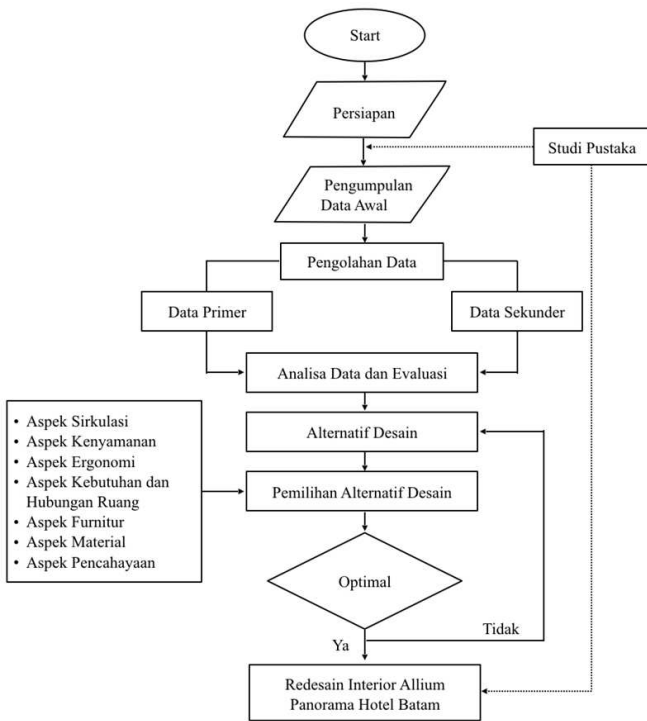 Start
Persiapan
Studi Pustaka
Pengumpulan
Data Awal
Pengolahan Data
Data Primer
Data Sekunder
Analisa Data dan Evaluasi
• Aspek Sirkulasi
• Aspek Kenyamanan
• Aspek Ergonomi
• Aspek Kebutuhan dan
Hubungan Ruang
• Aspek Furnitur
• Aspek Material
• Aspek Pencahayaan
Alternatif Desain
Pemilihan Alternatif Desain
Optimal
Tidak
Ya
Redesain Interior Allium
Panorama Hotel Batam